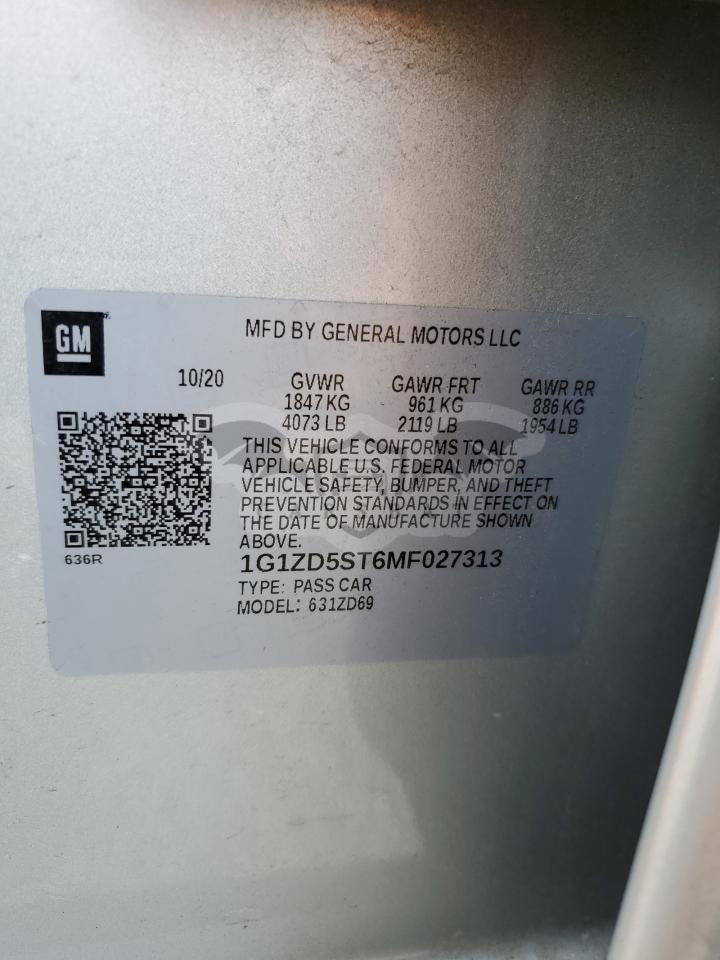 GM
MFD BY GENERAL MOTORS LLC
10/20 GVWR GAWR FRT GAWR RR
1847 KG 961 KG 886 KG
4073 LB 2119 LB 1954 LB
THIS VEHICLE CONFORMS TO ALL
APPLICABLE U.S. FEDERAL MOTOR
VEHICLE SAFETY, BUMPER, AND THEFT
PREVENTION STANDARDS IN EFFECT ON
THE DATE OF MANUFACTURE SHOWN
ABOVE.
636R
1G1ZD5ST6MF027313
TYPE: PASS CAR
MODEL: 631ZD69